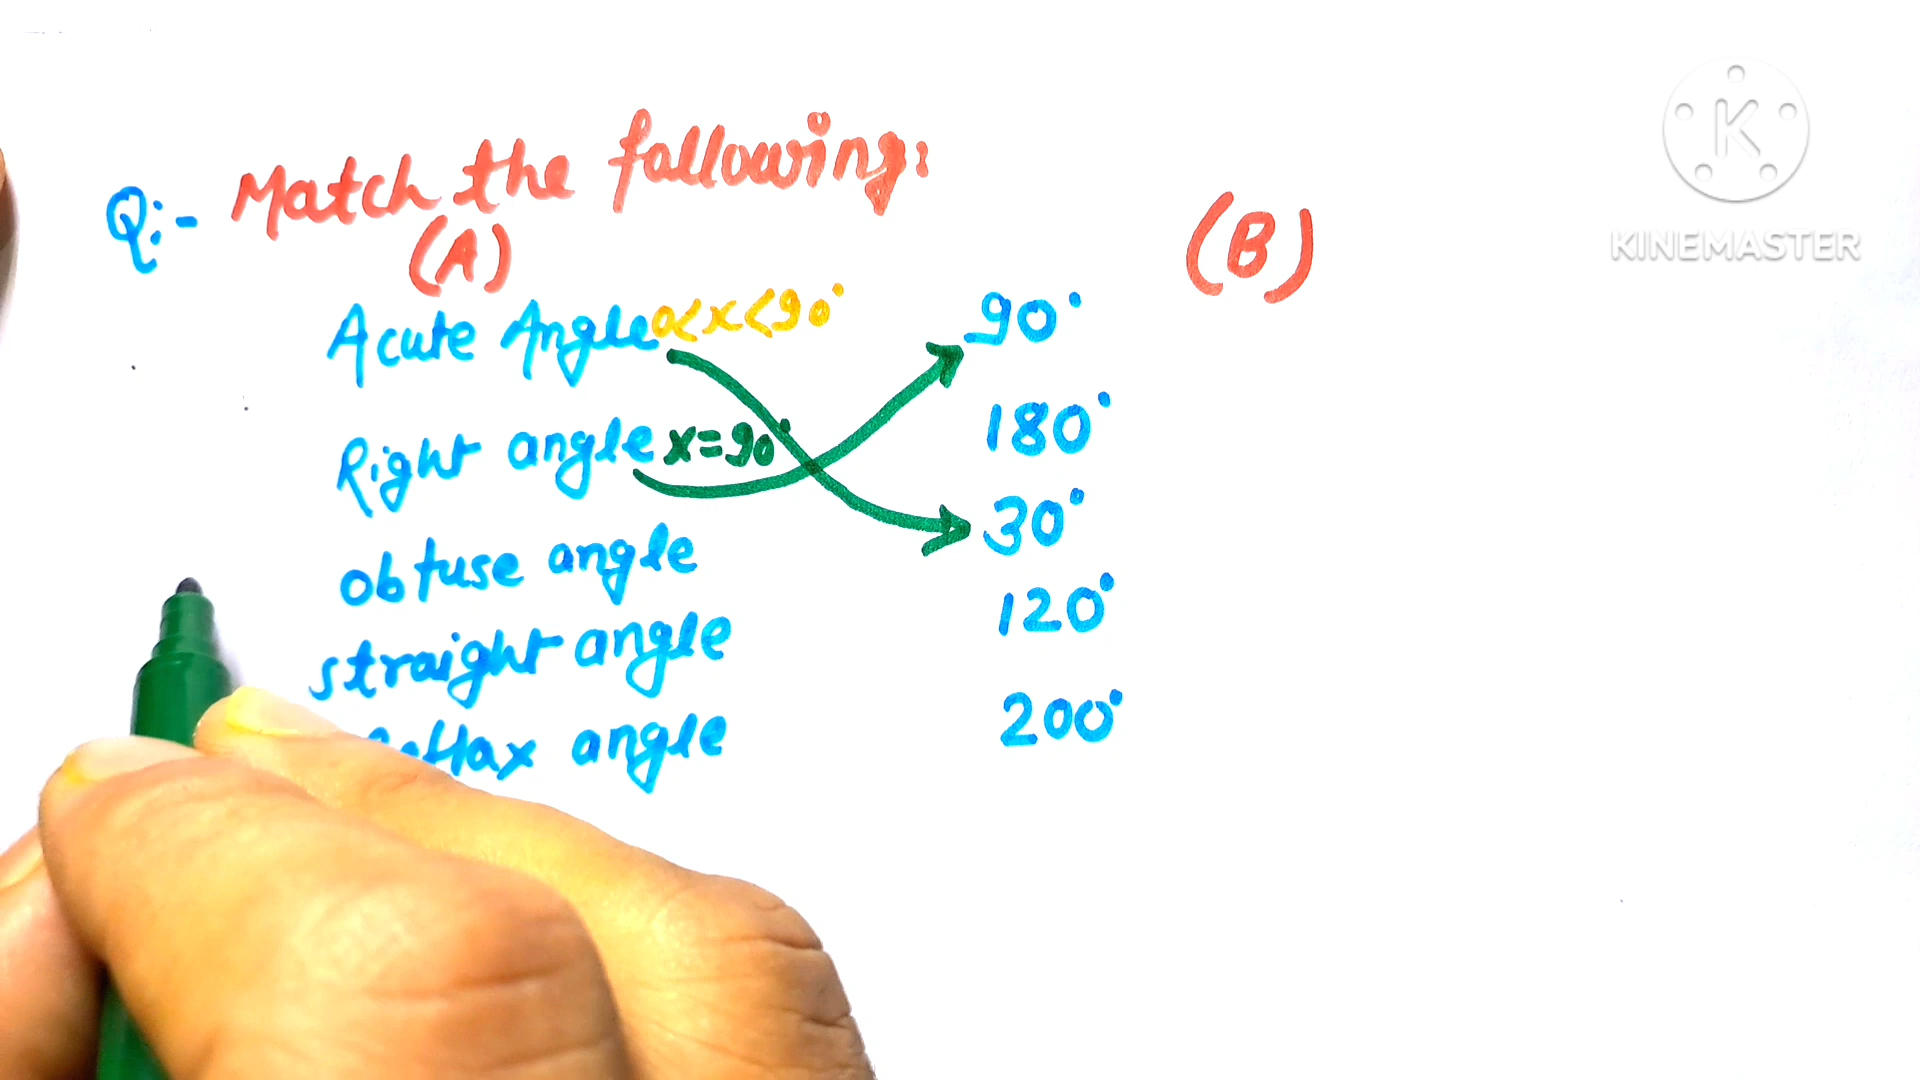 Q:- Match the following:
(A) (B)
Acute Angle 0<x<90° 90°
Right angle x=90° 180°
obtuse angle 30°
straight angle 120°
angle 200°
K
KINEMASTER